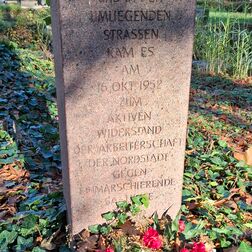 UMLIEGENDEN
STRASSEN
KAM ES
AM
16. OKT. 1932
ZUM
AKTIVEN
WIDERSTAND
DER ARBEITERSCHAFT
DER NORDSTADT
GEGEN
EINMARSCHIERENDE